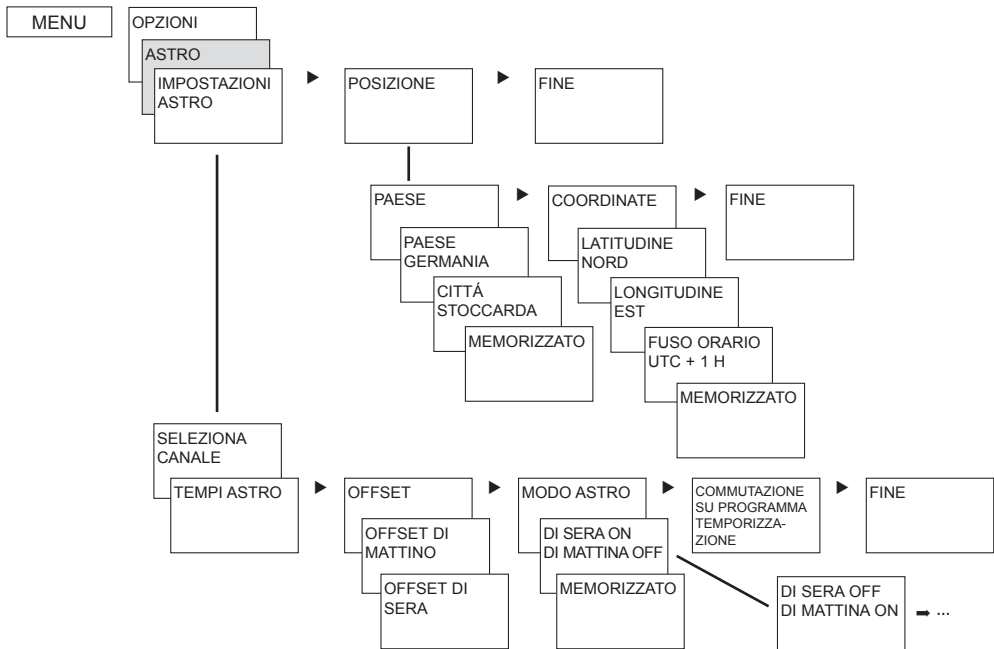 MENU
OPZIONI
ASTRO
IMPOSTAZIONI
ASTRO
POSIZIONE
FINE
PAESE
PAESE
GERMANIA
CITTÁ
STOCCARDA
MEMORIZZATO
COORDINATE
LATITUDINE
NORD
LONGITUDINE
EST
FUSO ORARIO
UTC + 1 H
MEMORIZZATO
FINE
SELEZIONA
CANALE
TEMPI ASTRO
OFFSET
OFFSET DI
MATTINO
OFFSET DI
SERA
MODO ASTRO
DI SERA ON
DI MATTINA OFF
MEMORIZZATO
COMMUTAZIONE
SU PROGRAMMA
TEMPORIZZA-
ZIONE
FINE
DI SERA OFF
DI MATTINA ON
➡ ...